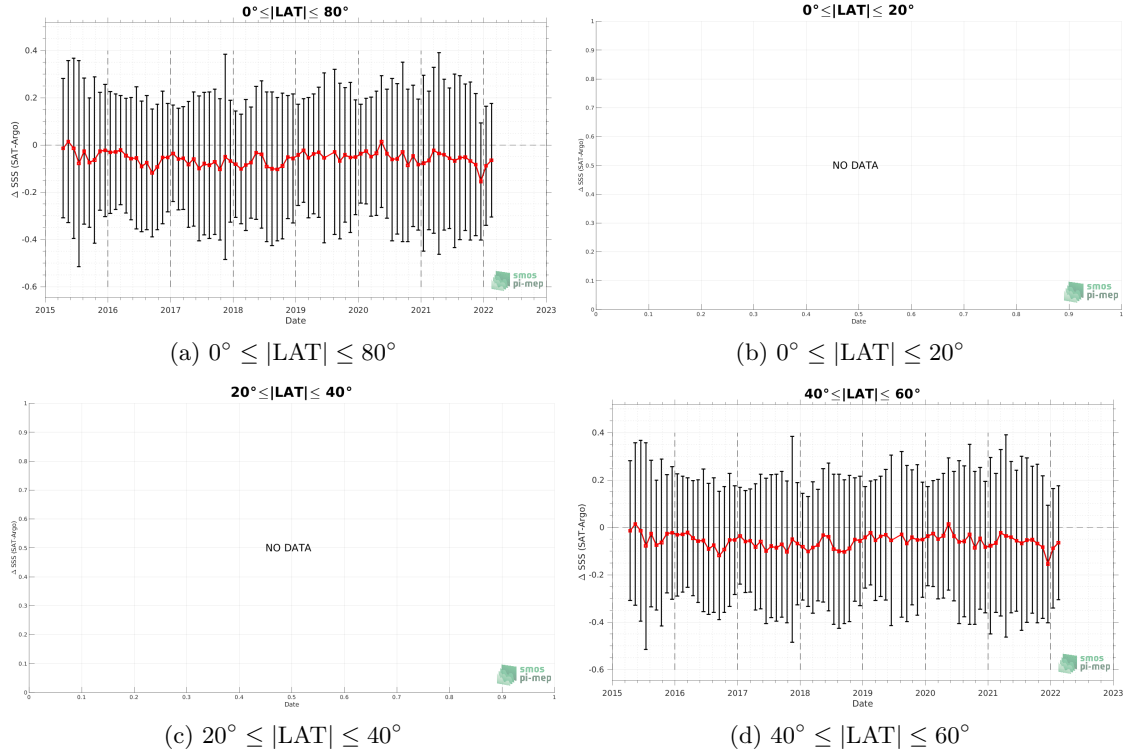 0°≤|LAT|≤ 80°
Δ SSS (SAT-Argo)
0.4
0.2
0
-0.2
-0.4
-0.6
2015 2016 2017 2018 2019 2020 2021 2022 2023
Date
smos
pi-mep
(a) 0° ≤ |LAT| ≤ 80°
0°≤|LAT|≤ 20°
Δ SSS (SAT-Argo)
1
0.9
0.8
0.7
0.6
0.5
0.4
0.3
0.2
0.1
0
NO DATA
0 0.1 0.2 0.3 0.4 0.5 0.6 0.7 0.8 0.9 1
Date
smos
pi-mep
(b) 0° ≤ |LAT| ≤ 20°
20°≤|LAT|≤ 40°
Δ SSS (SAT-Argo)
1
0.9
0.8
0.7
0.6
0.5
0.4
0.3
0.2
0.1
0
NO DATA
0 0.1 0.2 0.3 0.4 0.5 0.6 0.7 0.8 0.9 1
Date
smos
pi-mep
(c) 20° ≤ |LAT| ≤ 40°
40°≤|LAT|≤ 60°
Δ SSS (SAT-Argo)
0.4
0.2
0
-0.2
-0.4
-0.6
2015 2016 2017 2018 2019 2020 2021 2022 2023
Date
smos
pi-mep
(d) 40° ≤ |LAT| ≤ 60°